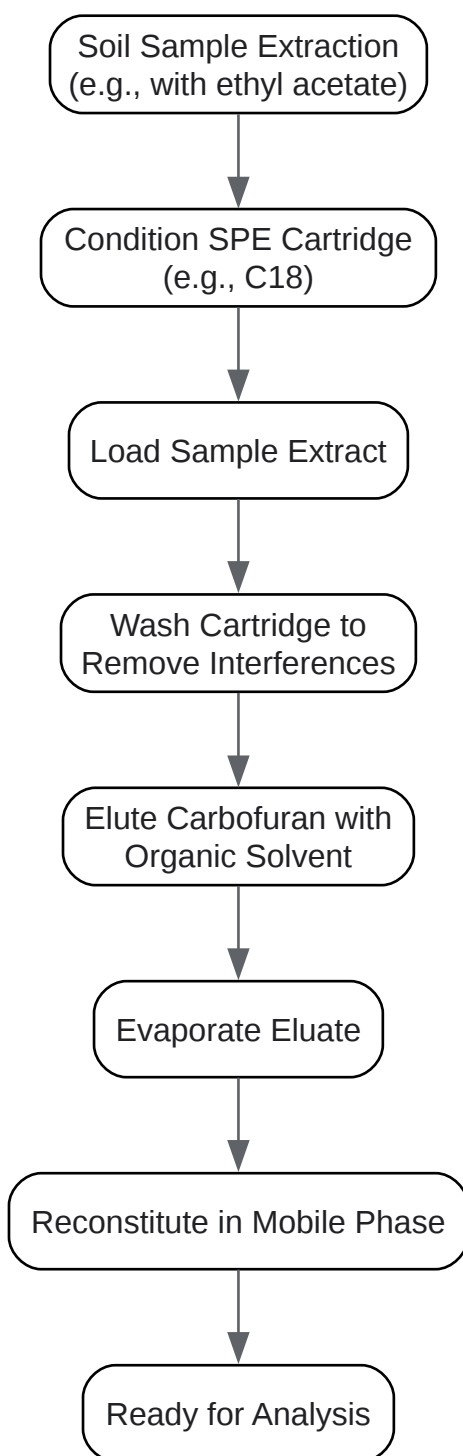 Soil Sample Extraction
(e.g., with ethyl acetate)
Condition SPE Cartridge
(e.g., C18)
Load Sample Extract
Wash Cartridge to
Remove Interferences
Elute Carbofuran with
Organic Solvent
Evaporate Eluate
Reconstitute in Mobile Phase
Ready for Analysis